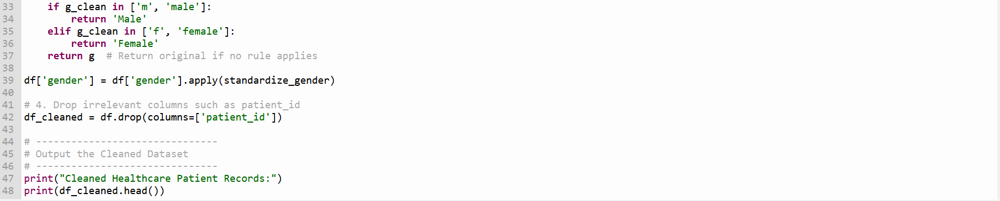 33     if g_clean in ['m', 'male']:
34         return 'Male'
35     elif g_clean in ['f', 'female']:
36         return 'Female'
37     return g  # Return original if no rule applies
38
39 df['gender'] = df['gender'].apply(standardize_gender)
40
41 # 4. Drop irrelevant columns such as patient_id
42 df_cleaned = df.drop(columns=['patient_id'])
43
44 # -------------------------------
45 # Output the Cleaned Dataset
46 # -------------------------------
47 print("Cleaned Healthcare Patient Records:")
48 print(df_cleaned.head())